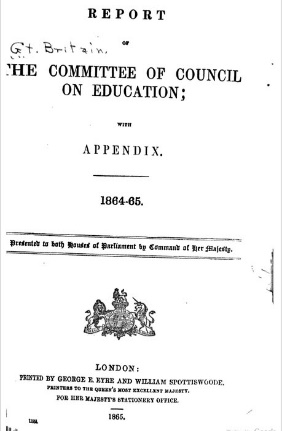 REPORT
OF
Gt. Britain.
THE COMMITTEE OF COUNCIL
ON EDUCATION;
WITH
APPENDIX.
1864-65.
Presented to both Houses of Parliament by Command of Her Majesty.
LONDON:
PRINTED BY GEORGE E. EYRE AND WILLIAM SPOTTISWOODE,
PRINTERS TO THE QUEEN'S MOST EXCELLENT MAJESTY.
FOR HER MAJESTY'S STATIONERY OFFICE.
1865.